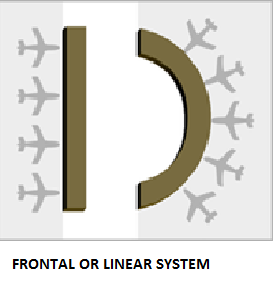 FRONTAL OR LINEAR SYSTEM